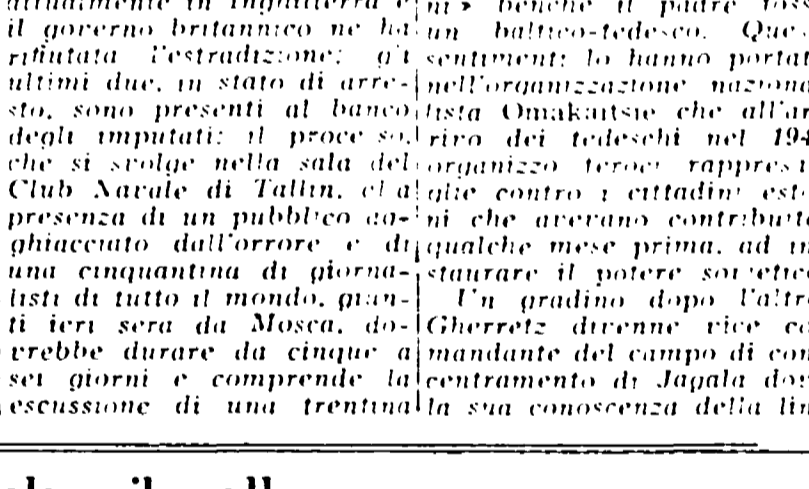 attualmente in Inghilterra e
il governo britannico ne ha
rifiutata l'estradizione; gli
ultimi due, in stato di arre-
sto, sono presenti al banco
degli imputati; il processo,
che si svolge nella sala del
Club Navale di Tallin, alla
presenza di un pubblico ag-
ghiacciato dall'orrore e di
una cinquantina di giorna-
listi di tutto il mondo, giun-
ti ieri sera da Mosca, do-
vrebbe durare da cinque a
sei giorni e comprende la
escussione di una trentina
ni » benchè il padre foss
un baltico-tedesco. Ques
sentimenti lo hanno portat
nell'organizzazione naziona
lista Omakaitsie che all'ar
rivo dei tedeschi nel 194
organizzò feroci rappresa
glie contro i cittadini esto
ni che avevano contribuito
qualche mese prima, ad in
staurare il potere sovietico
Un gradino dopo l'altr
Gherretz divenne vice co
mandante del campo di con
centramento di Jagala dov
la sua conoscenza della lin